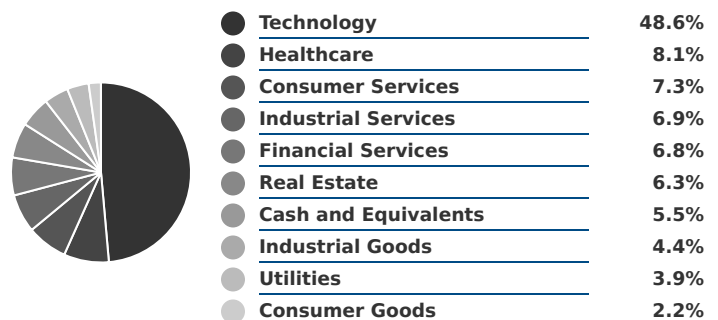 Technology 48.6%
Healthcare 8.1%
Consumer Services 7.3%
Industrial Services 6.9%
Financial Services 6.8%
Real Estate 6.3%
Cash and Equivalents 5.5%
Industrial Goods 4.4%
Utilities 3.9%
Consumer Goods 2.2%